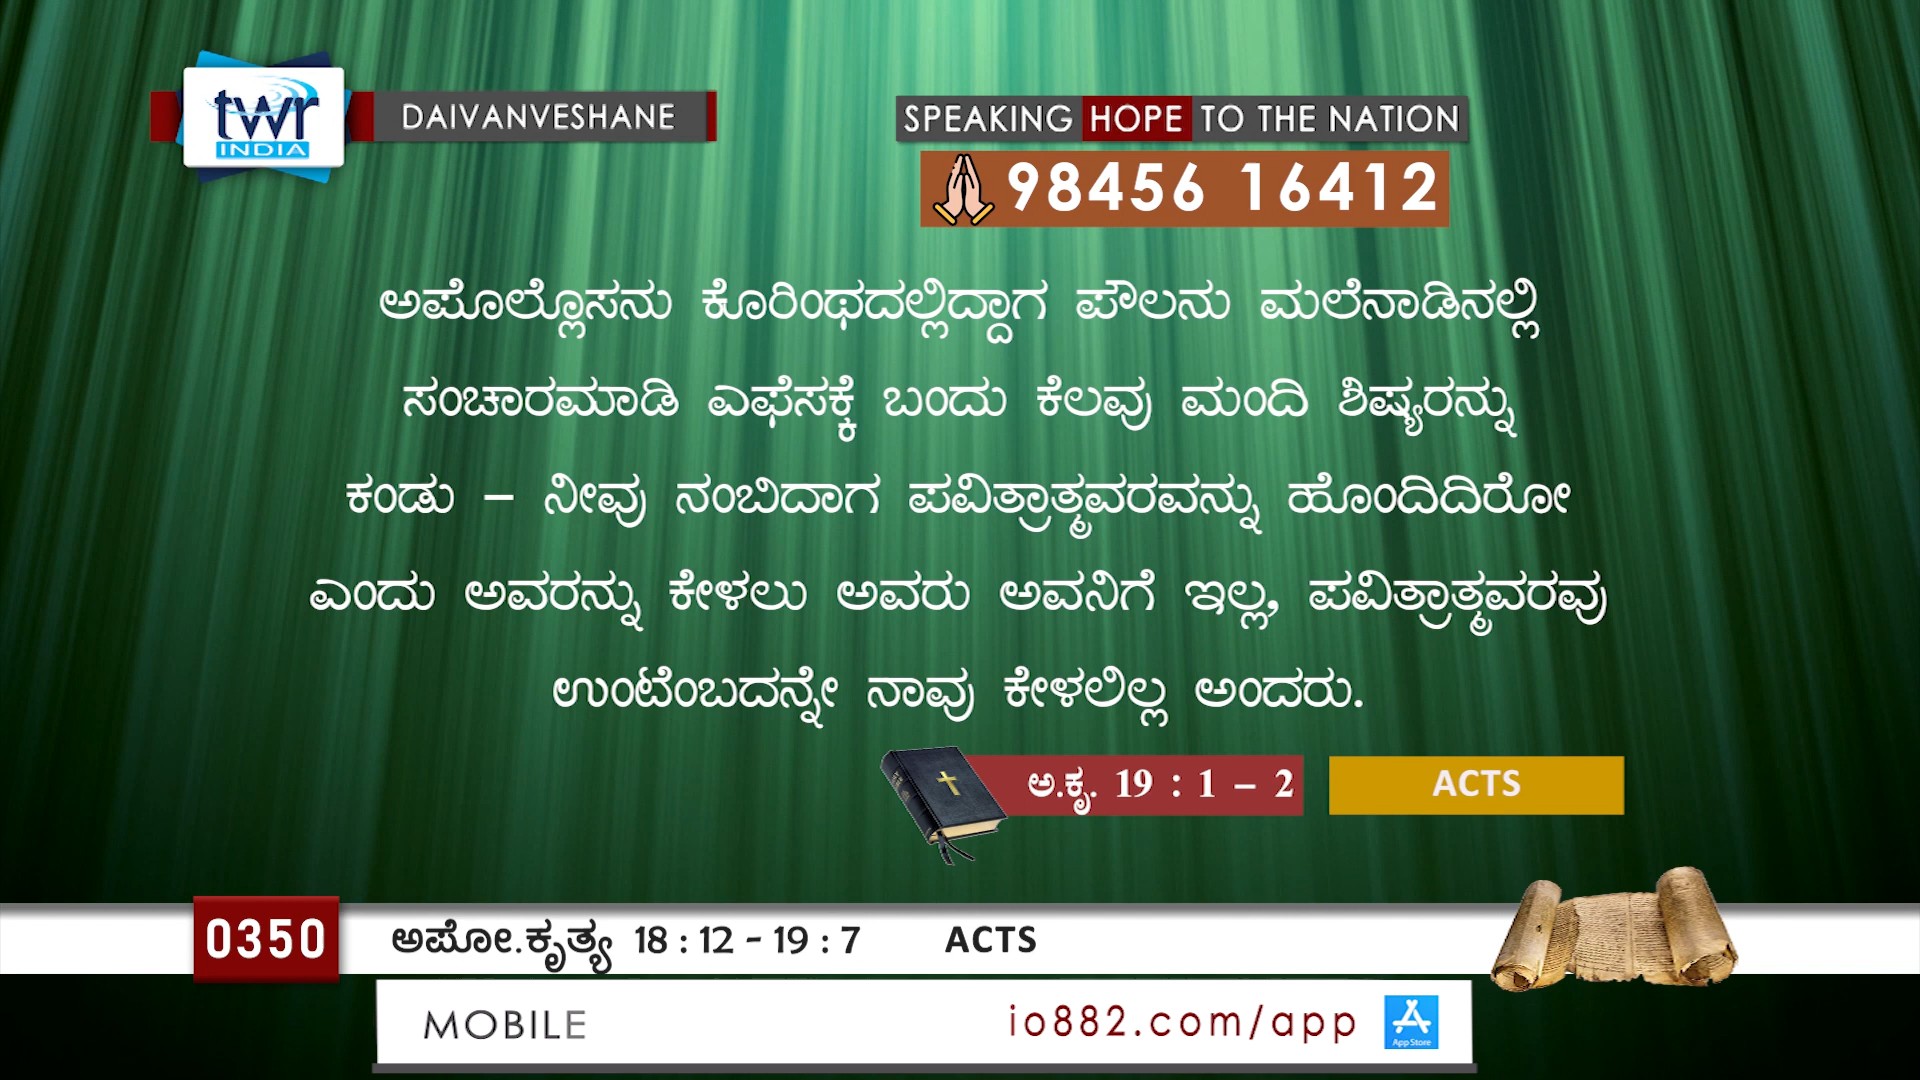 twr
INDIA
DAIVANVESHANE
SPEAKING HOPE TO THE NATION
98456 16412
ಅಪೊಲ್ಲೊಸನು ಕೊರಿಂಥದಲ್ಲಿದ್ದಾಗ ಪೌಲನು ಮಲೆನಾಡಿನಲ್ಲಿ
ಸಂಚಾರಮಾಡಿ ಎಫೆಸಕ್ಕೆ ಬಂದು ಕೆಲವು ಮಂದಿ ಶಿಷ್ಯರನ್ನು
ಕಂಡು – ನೀವು ನಂಬಿದಾಗ ಪವಿತ್ರಾತ್ಮವರವನ್ನು ಹೊಂದಿದಿರೋ
ಎಂದು ಅವರನ್ನು ಕೇಳಲು ಅವರು ಅವನಿಗೆ ಇಲ್ಲ, ಪವಿತ್ರಾತ್ಮವರವು
ಉಂಟೆಂಬದನ್ನೇ ನಾವು ಕೇಳಲಿಲ್ಲ ಅಂದರು.
ಅ.ಕೃ. 19 : 1 – 2
ACTS
0350
ಅಪೋ.ಕೃತ್ಯ 18 : 12 - 19 : 7 ACTS
MOBILE
io882.com/app
App Store